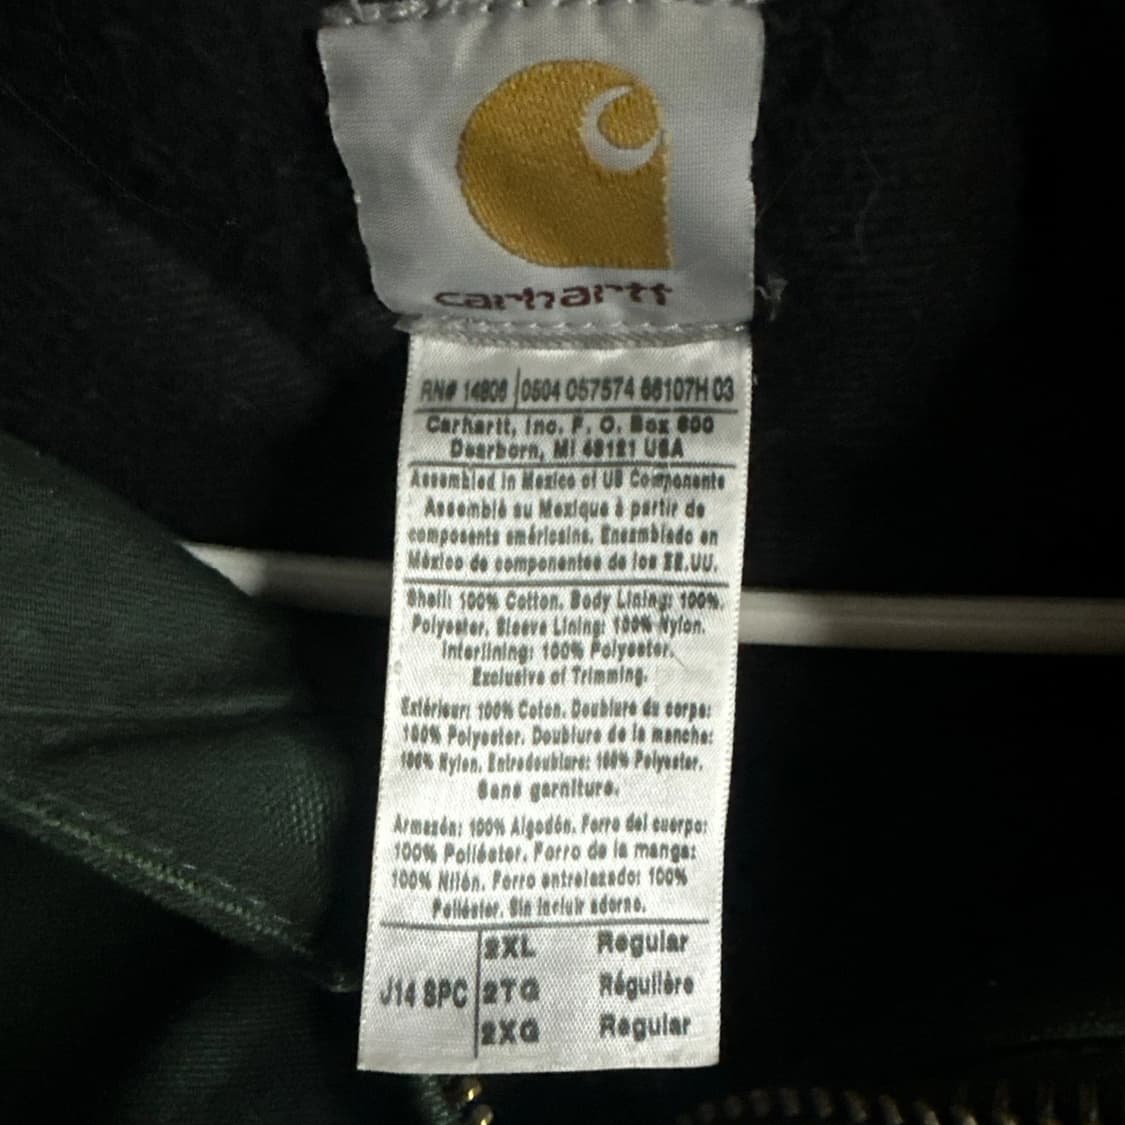 carhartt
RN# 14806 0504 057574 66107H 03
Carhartt, Inc. P. O. Box 600
Dearborn, MI 48121 USA
Assembled in Mexico of US Components
Assemblé au Mexique à partir de
composants américains. Ensamblado en
México de componentes de los EE.UU.
Shell: 100% Cotton. Body Lining: 100%.
Polyester. Sleeve Lining: 100% Nylon.
Interlining: 100% Polyester.
Exclusive of Trimming.
Extérieur: 100% Coton. Doublure du corps:
100% Polyester. Doublure de la manche:
100% Nylon. Entredoublure: 100% Polyester.
Sans garniture.
Armazón: 100% Algodón. Forro del cuerpo:
100% Poliéster. Forro de la manga:
100% Nilón. Forro entrelazado: 100%
Poliéster. Sin incluir adorno.
J14 SPC
2XL Regular
2TG Régulière
2XG Regular